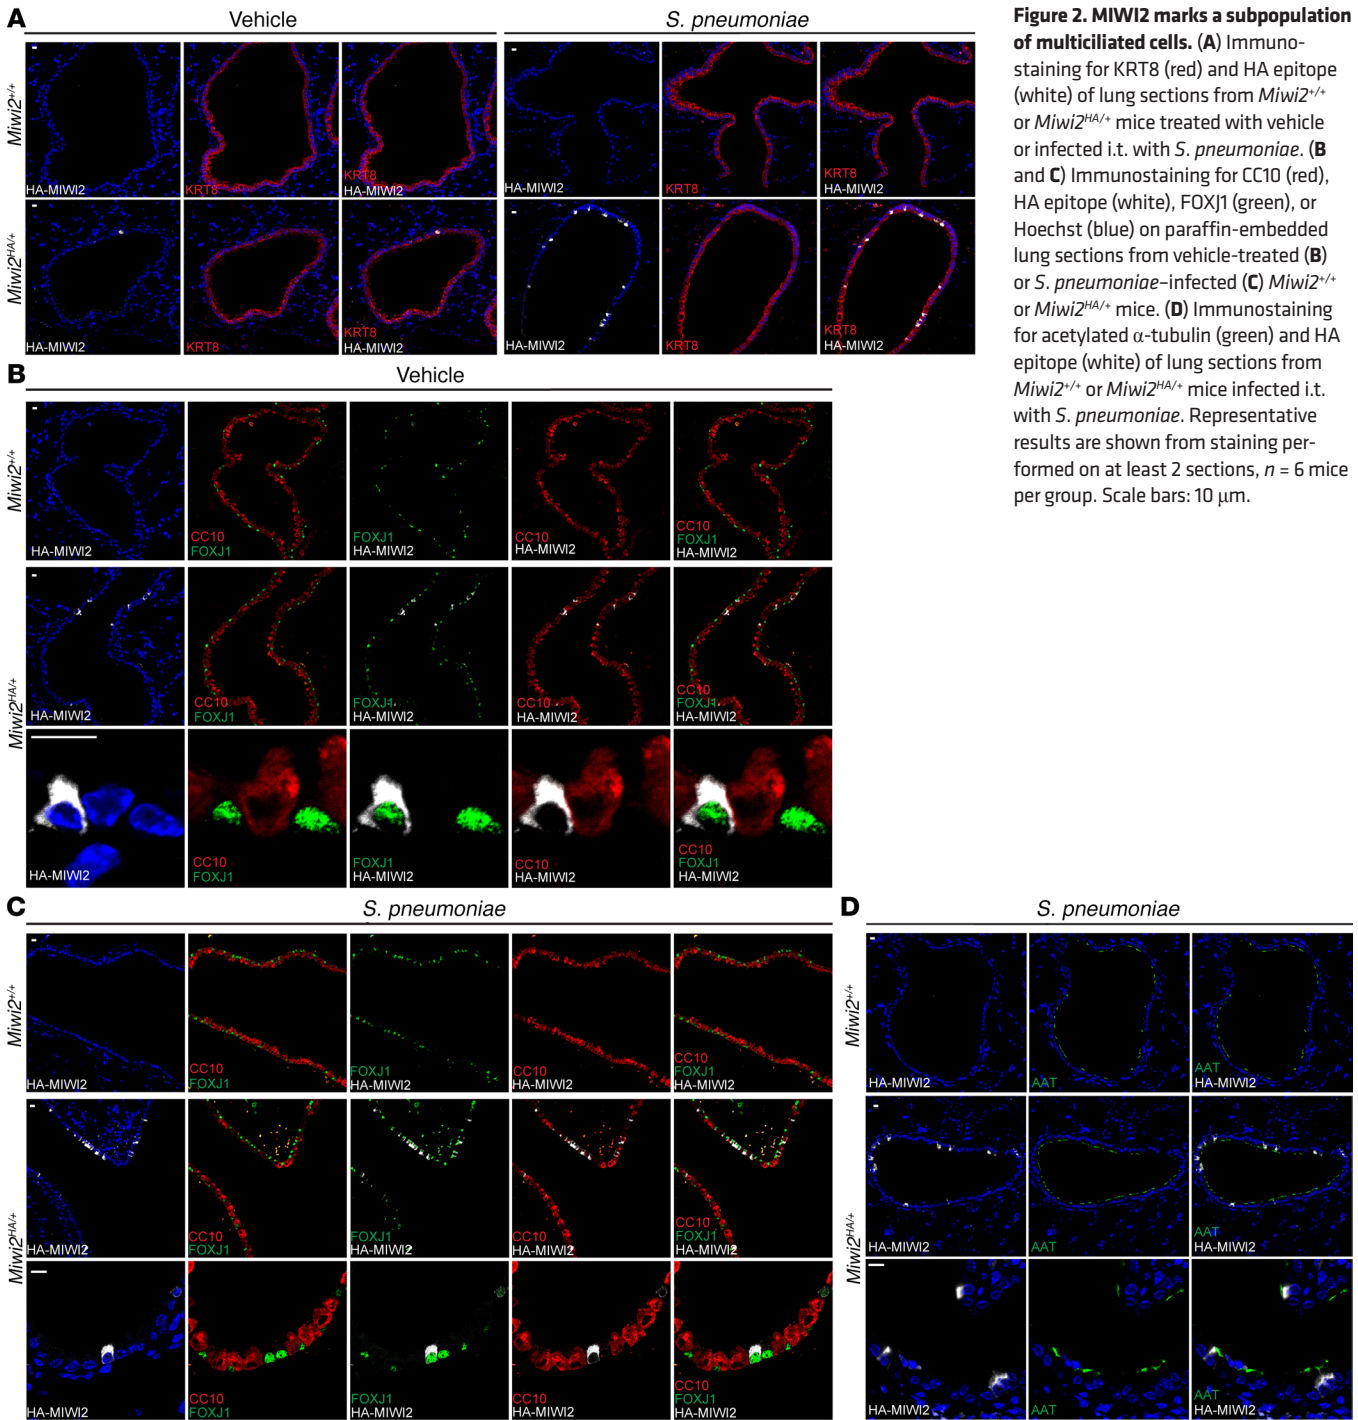 A
Vehicle
S. pneumoniae
Miwi2+/+
HA-MIWI2
KRT8
KRT8
HA-MIWI2
HA-MIWI2
KRT8
KRT8
HA-MIWI2
Miwi2HA/+
HA-MIWI2
KRT8
KRT8
HA-MIWI2
HA-MIWI2
KRT8
KRT8
HA-MIWI2
B
Vehicle
Miwi2+/+
HA-MIWI2
CC10
FOXJ1
FOXJ1
HA-MIWI2
CC10
HA-MIWI2
CC10
FOXJ1
HA-MIWI2
Miwi2HA/+
HA-MIWI2
CC10
FOXJ1
FOXJ1
HA-MIWI2
CC10
HA-MIWI2
CC10
FOXJ1
HA-MIWI2
HA-MIWI2
CC10
FOXJ1
FOXJ1
HA-MIWI2
CC10
HA-MIWI2
CC10
FOXJ1
HA-MIWI2
C
S. pneumoniae
Miwi2+/+
HA-MIWI2
CC10
FOXJ1
FOXJ1
HA-MIWI2
CC10
HA-MIWI2
CC10
FOXJ1
HA-MIWI2
Miwi2HA/+
HA-MIWI2
CC10
FOXJ1
FOXJ1
HA-MIWI2
CC10
HA-MIWI2
CC10
FOXJ1
HA-MIWI2
HA-MIWI2
CC10
FOXJ1
FOXJ1
HA-MIWI2
CC10
HA-MIWI2
CC10
FOXJ1
HA-MIWI2
D
S. pneumoniae
Miwi2+/+
HA-MIWI2
AAT
AAT
HA-MIWI2
Miwi2HA/+
HA-MIWI2
AAT
AAT
HA-MIWI2
HA-MIWI2
AAT
AAT
HA-MIWI2
Figure 2. MIWI2 marks a subpopulation
of multiciliated cells. (A) Immuno-
staining for KRT8 (red) and HA epitope
(white) of lung sections from Miwi2+/+
or Miwi2HA/+ mice treated with vehicle
or infected i.t. with S. pneumoniae. (B
and C) Immunostaining for CC10 (red),
HA epitope (white), FOXJ1 (green), or
Hoechst (blue) on paraffin-embedded
lung sections from vehicle-treated (B)
or S. pneumoniae–infected (C) Miwi2+/+
or Miwi2HA/+ mice. (D) Immunostaining
for acetylated α-tubulin (green) and HA
epitope (white) of lung sections from
Miwi2+/+ or Miwi2HA/+ mice infected i.t.
with S. pneumoniae. Representative
results are shown from staining per-
formed on at least 2 sections, n = 6 mice
per group. Scale bars: 10 μm.